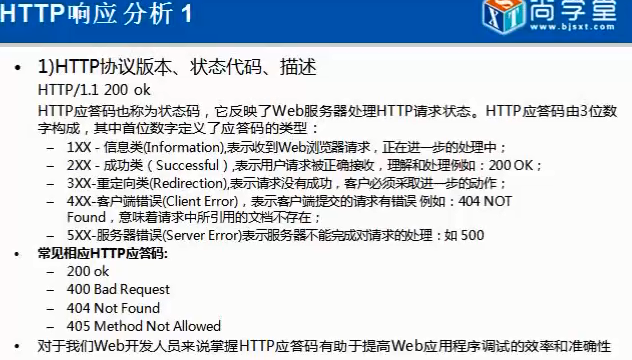 HTTP响应 分析 1
尚学堂
www.bjsxt.com
• 1)HTTP协议版本、状态代码、描述
HTTP/1.1 200 ok
HTTP应答码也称为状态码，它反映了Web服务器处理HTTP请求状态。HTTP应答码由3位数
字构成，其中首位数字定义了应答码的类型：
– 1XX－信息类(Information),表示收到Web浏览器请求，正在进一步的处理中；
– 2XX－成功类（Successful）,表示用户请求被正确接收，理解和处理例如：200 OK；
– 3XX-重定向类(Redirection),表示请求没有成功，客户必须采取进一步的动作；
– 4XX-客户端错误(Client Error)，表示客户端提交的请求有错误 例如：404 NOT
Found，意味着请求中所引用的文档不存在；
– 5XX-服务器错误(Server Error)表示服务器不能完成对请求的处理：如 500
• 常见相应HTTP应答码:
– 200 ok
– 400 Bad Request
– 404 Not Found
– 405 Method Not Allowed
• 对于我们Web开发人员来说掌握HTTP应答码有助于提高Web应用程序调试的效率和准确性